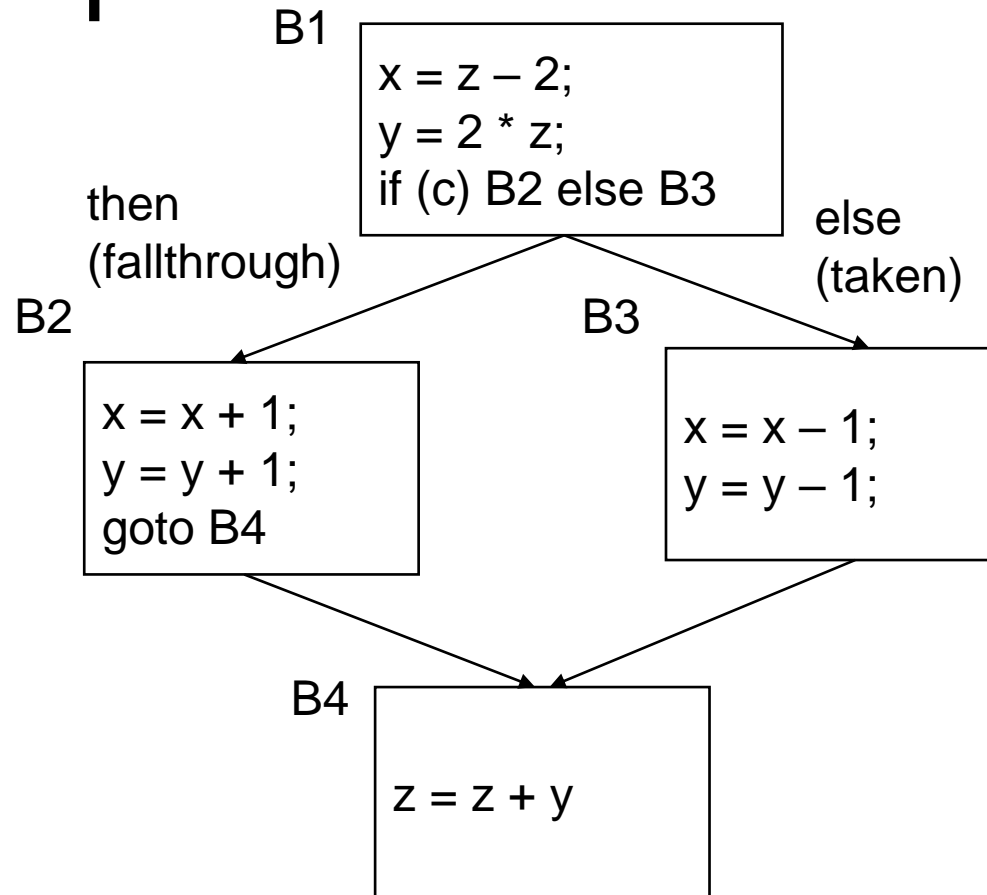 B1
x = z – 2;
y = 2 * z;
if (c) B2 else B3
then
(fallthrough)
else
(taken)
B2
B3
x = x + 1;
y = y + 1;
goto B4
x = x – 1;
y = y – 1;
B4
z = z + y